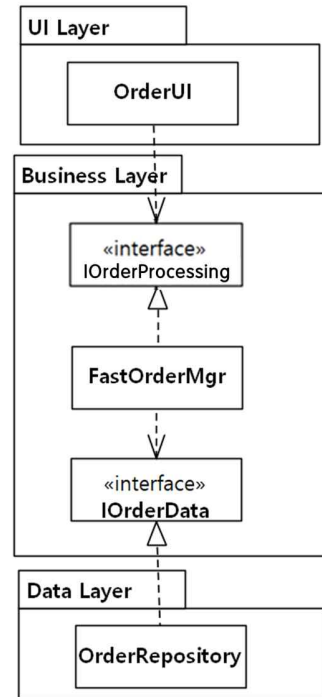 UI Layer
OrderUI
Business Layer
«interface»
IOrderProcessing
FastOrderMgr
«interface»
IOrderData
Data Layer
OrderRepository